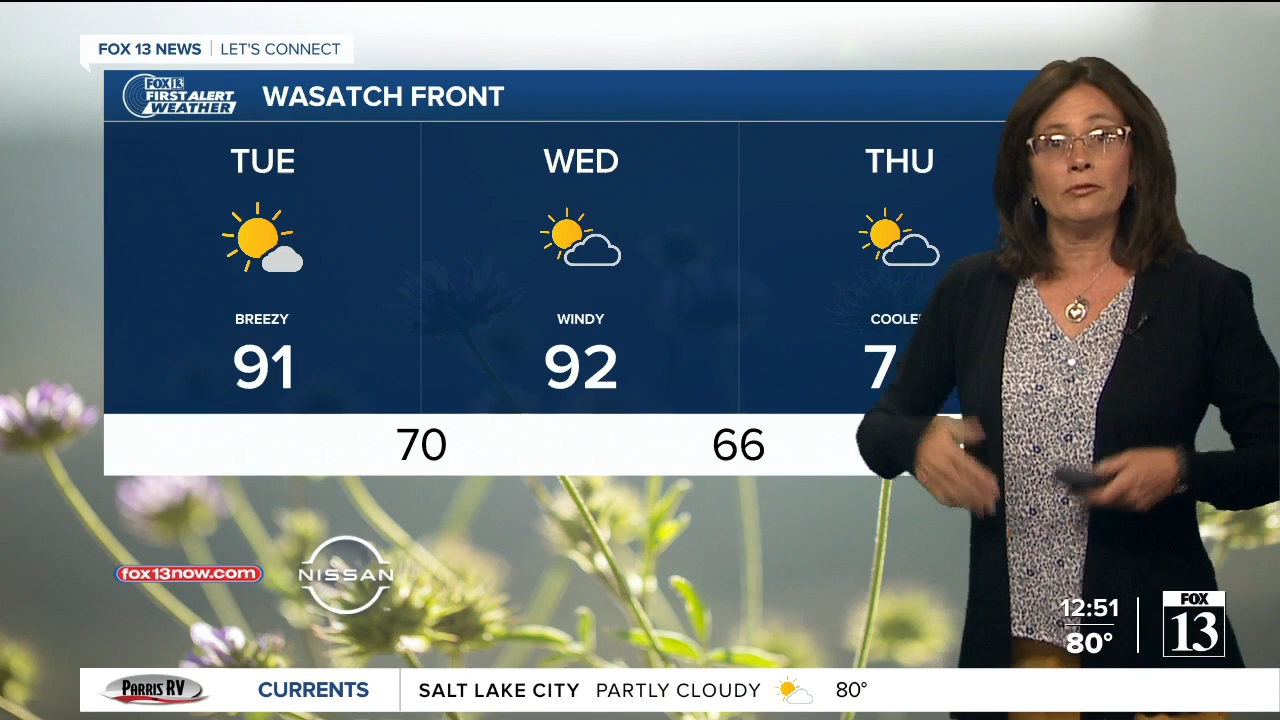 FOX 13 NEWS | LET'S CONNECT
FOX 13
FIRST ALERT
WEATHER
WASATCH FRONT
TUE
WED
THU
BREEZY
WINDY
91
92
70
66
fox13now.com
NISSAN
12:51
80°
FOX
13
PARRIS RV
CURRENTS
SALT LAKE CITY PARTLY CLOUDY 80°